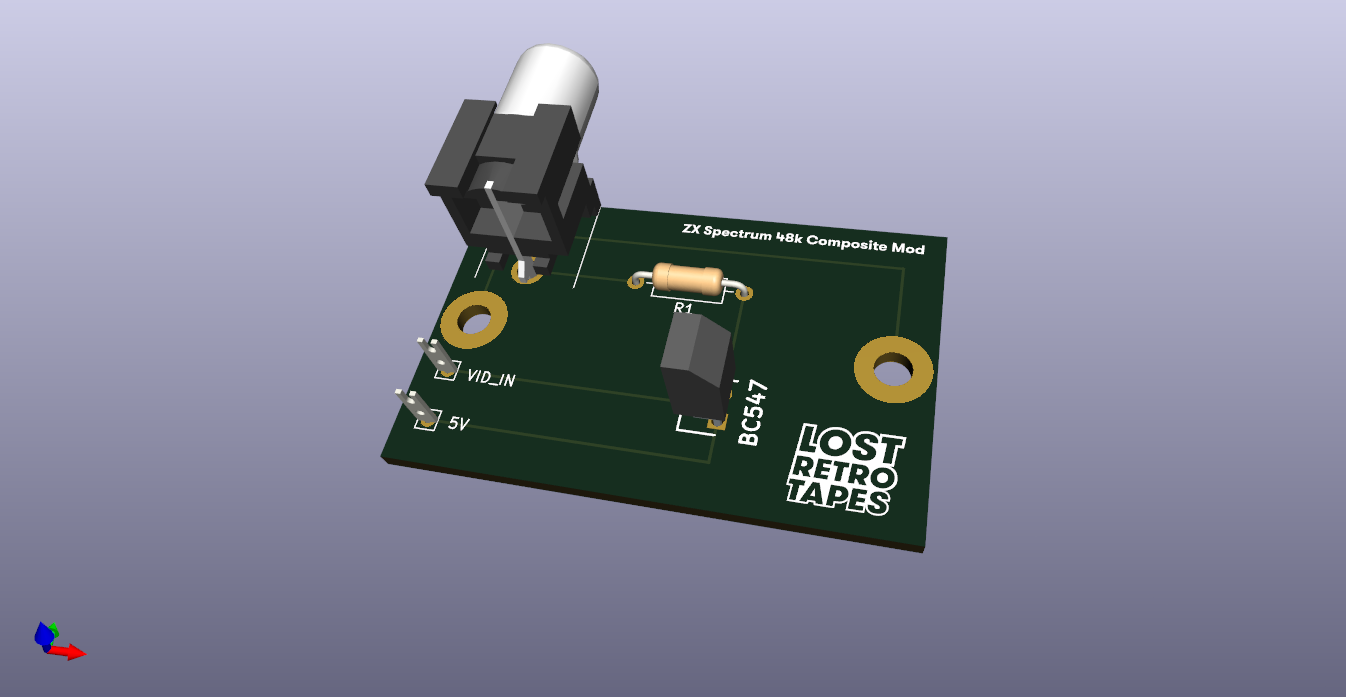 ZX Spectrum 48k Composite Mod
R1
VID_IN
5V
BC547
LOST
RETRO
TAPES